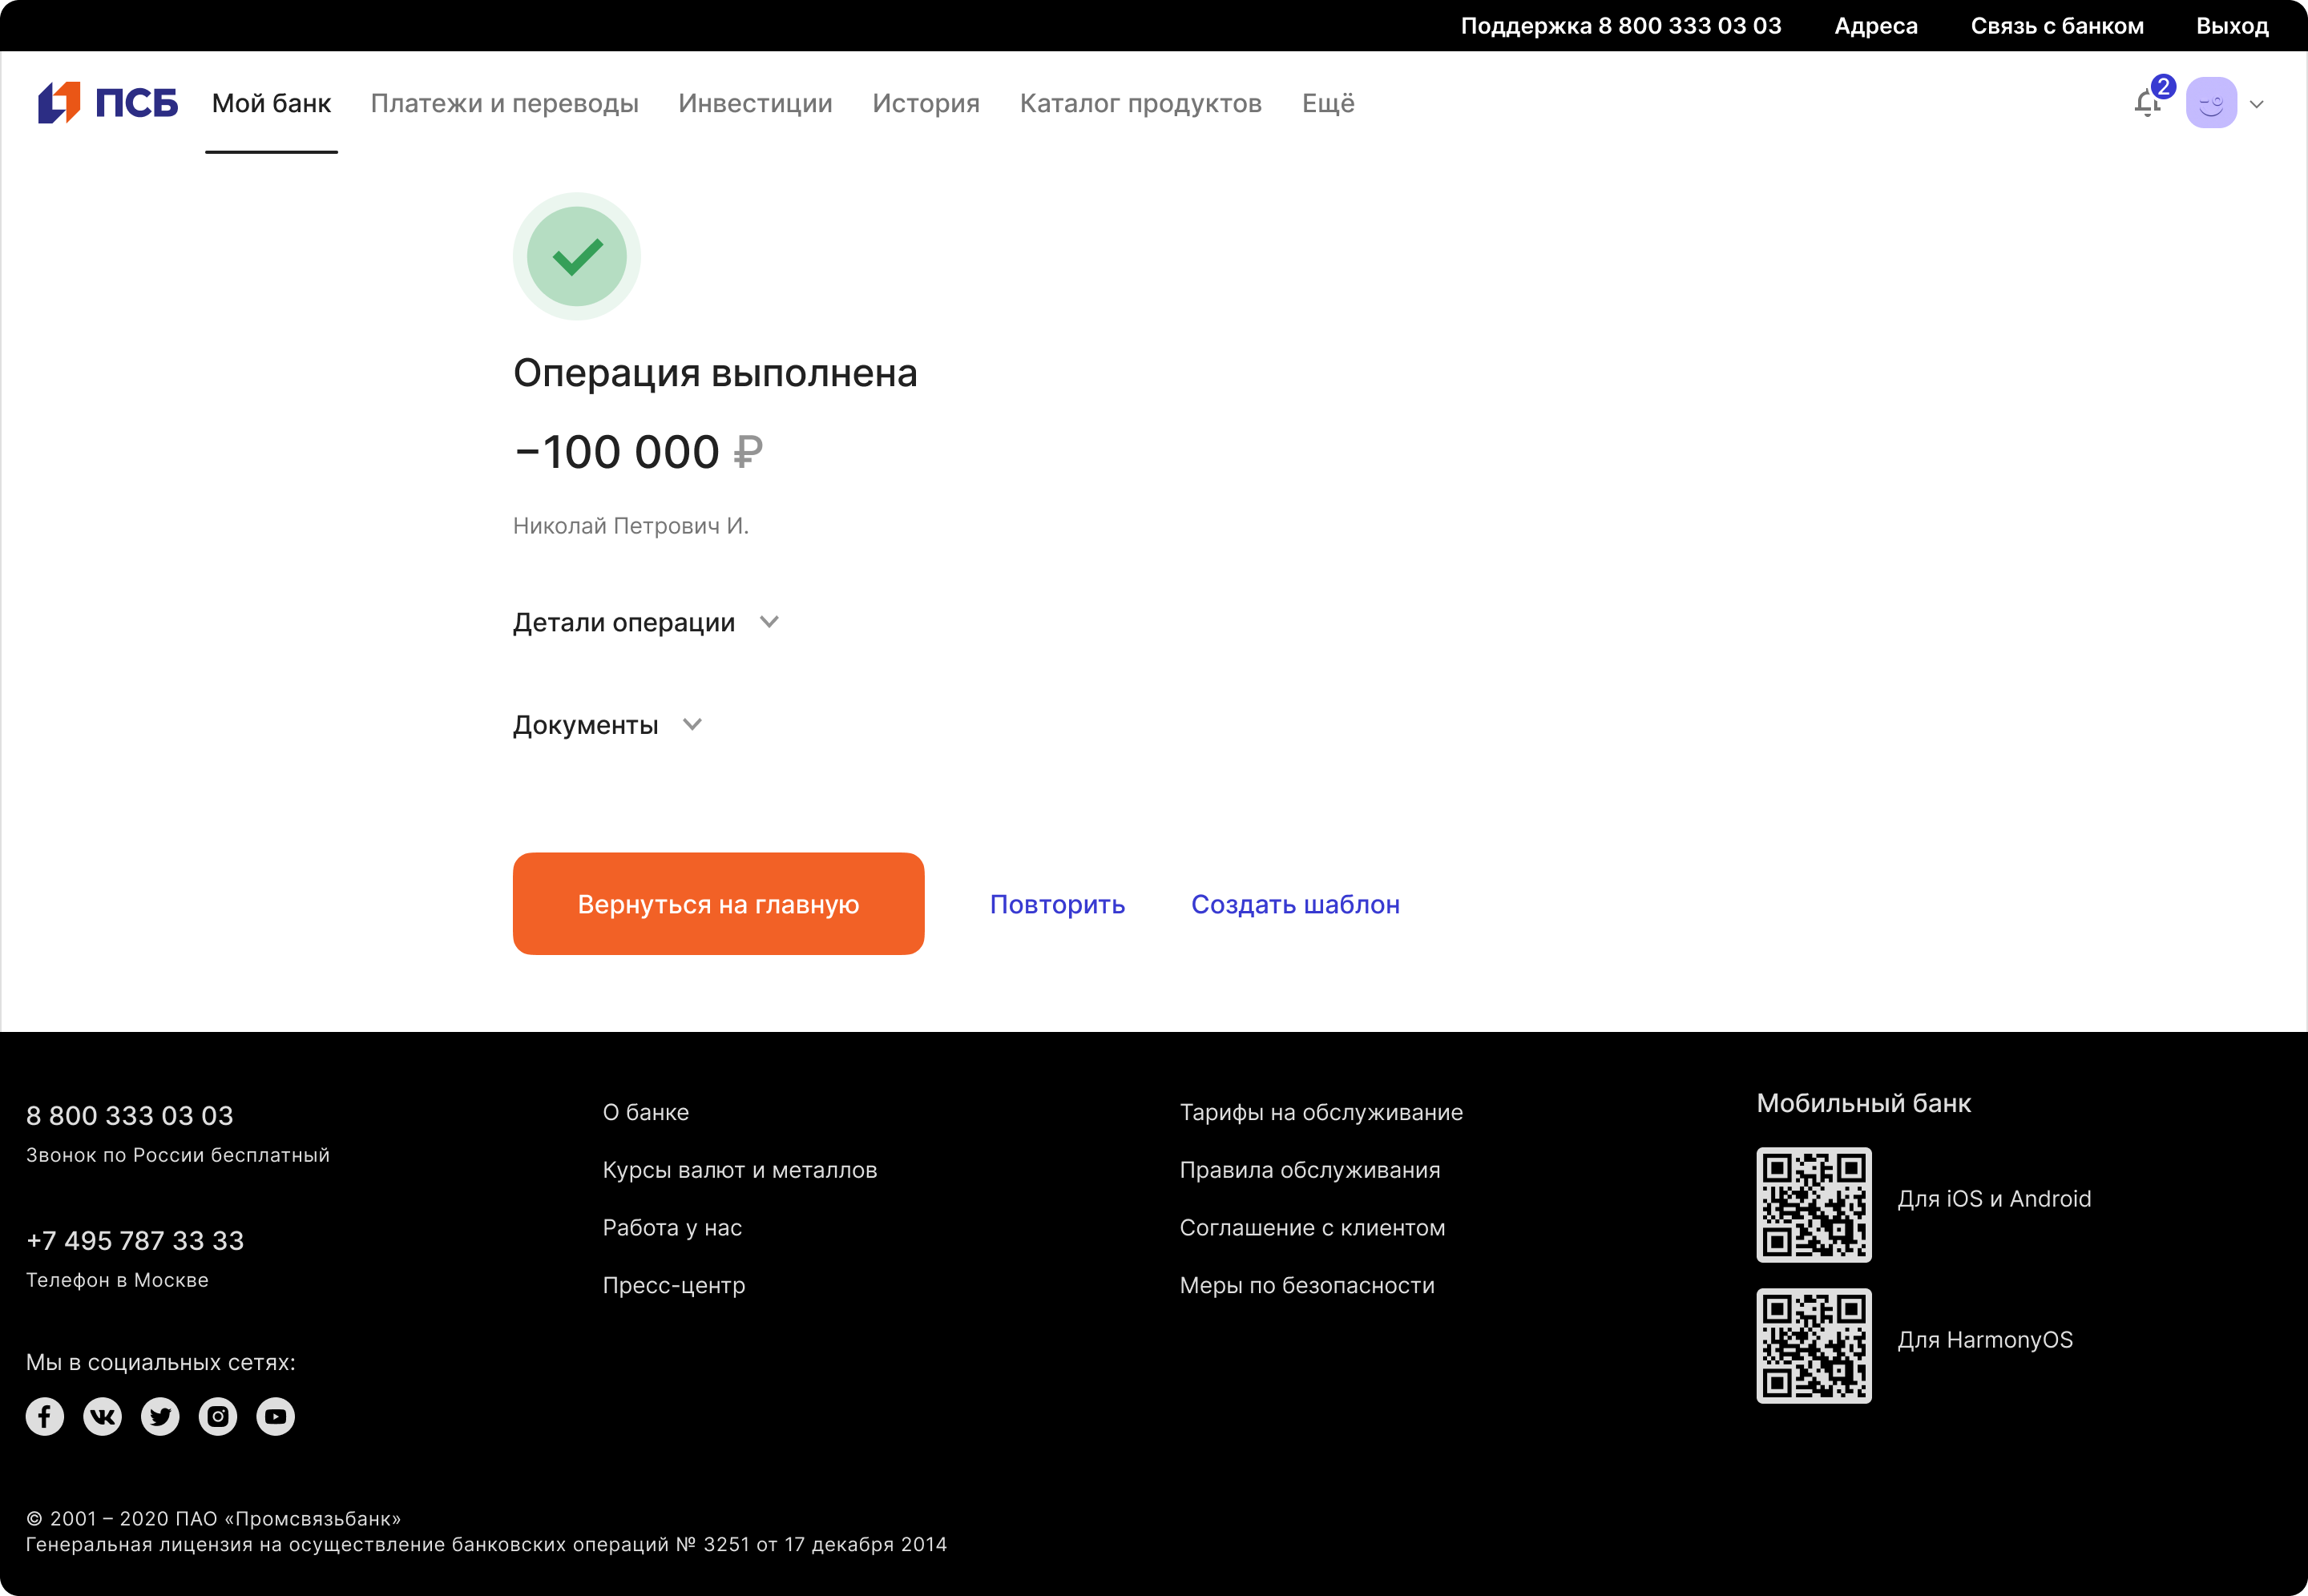 Поддержка 8 800 333 03 03 Адреса Связь с банком Выход
ПСБ Мой банк Платежи и переводы Инвестиции История Каталог продуктов Ещё 2
Операция выполнена
−100 000 ₽
Николай Петрович И.
Детали операции
Документы
Вернуться на главную Повторить Создать шаблон
8 800 333 03 03
Звонок по России бесплатный
+7 495 787 33 33
Телефон в Москве
Мы в социальных сетях:
О банке
Курсы валют и металлов
Работа у нас
Пресс-центр
Тарифы на обслуживание
Правила обслуживания
Соглашение с клиентом
Меры по безопасности
Мобильный банк
Для iOS и Android
Для HarmonyOS
© 2001 – 2020 ПАО «Промсвязьбанк»
Генеральная лицензия на осуществление банковских операций № 3251 от 17 декабря 2014